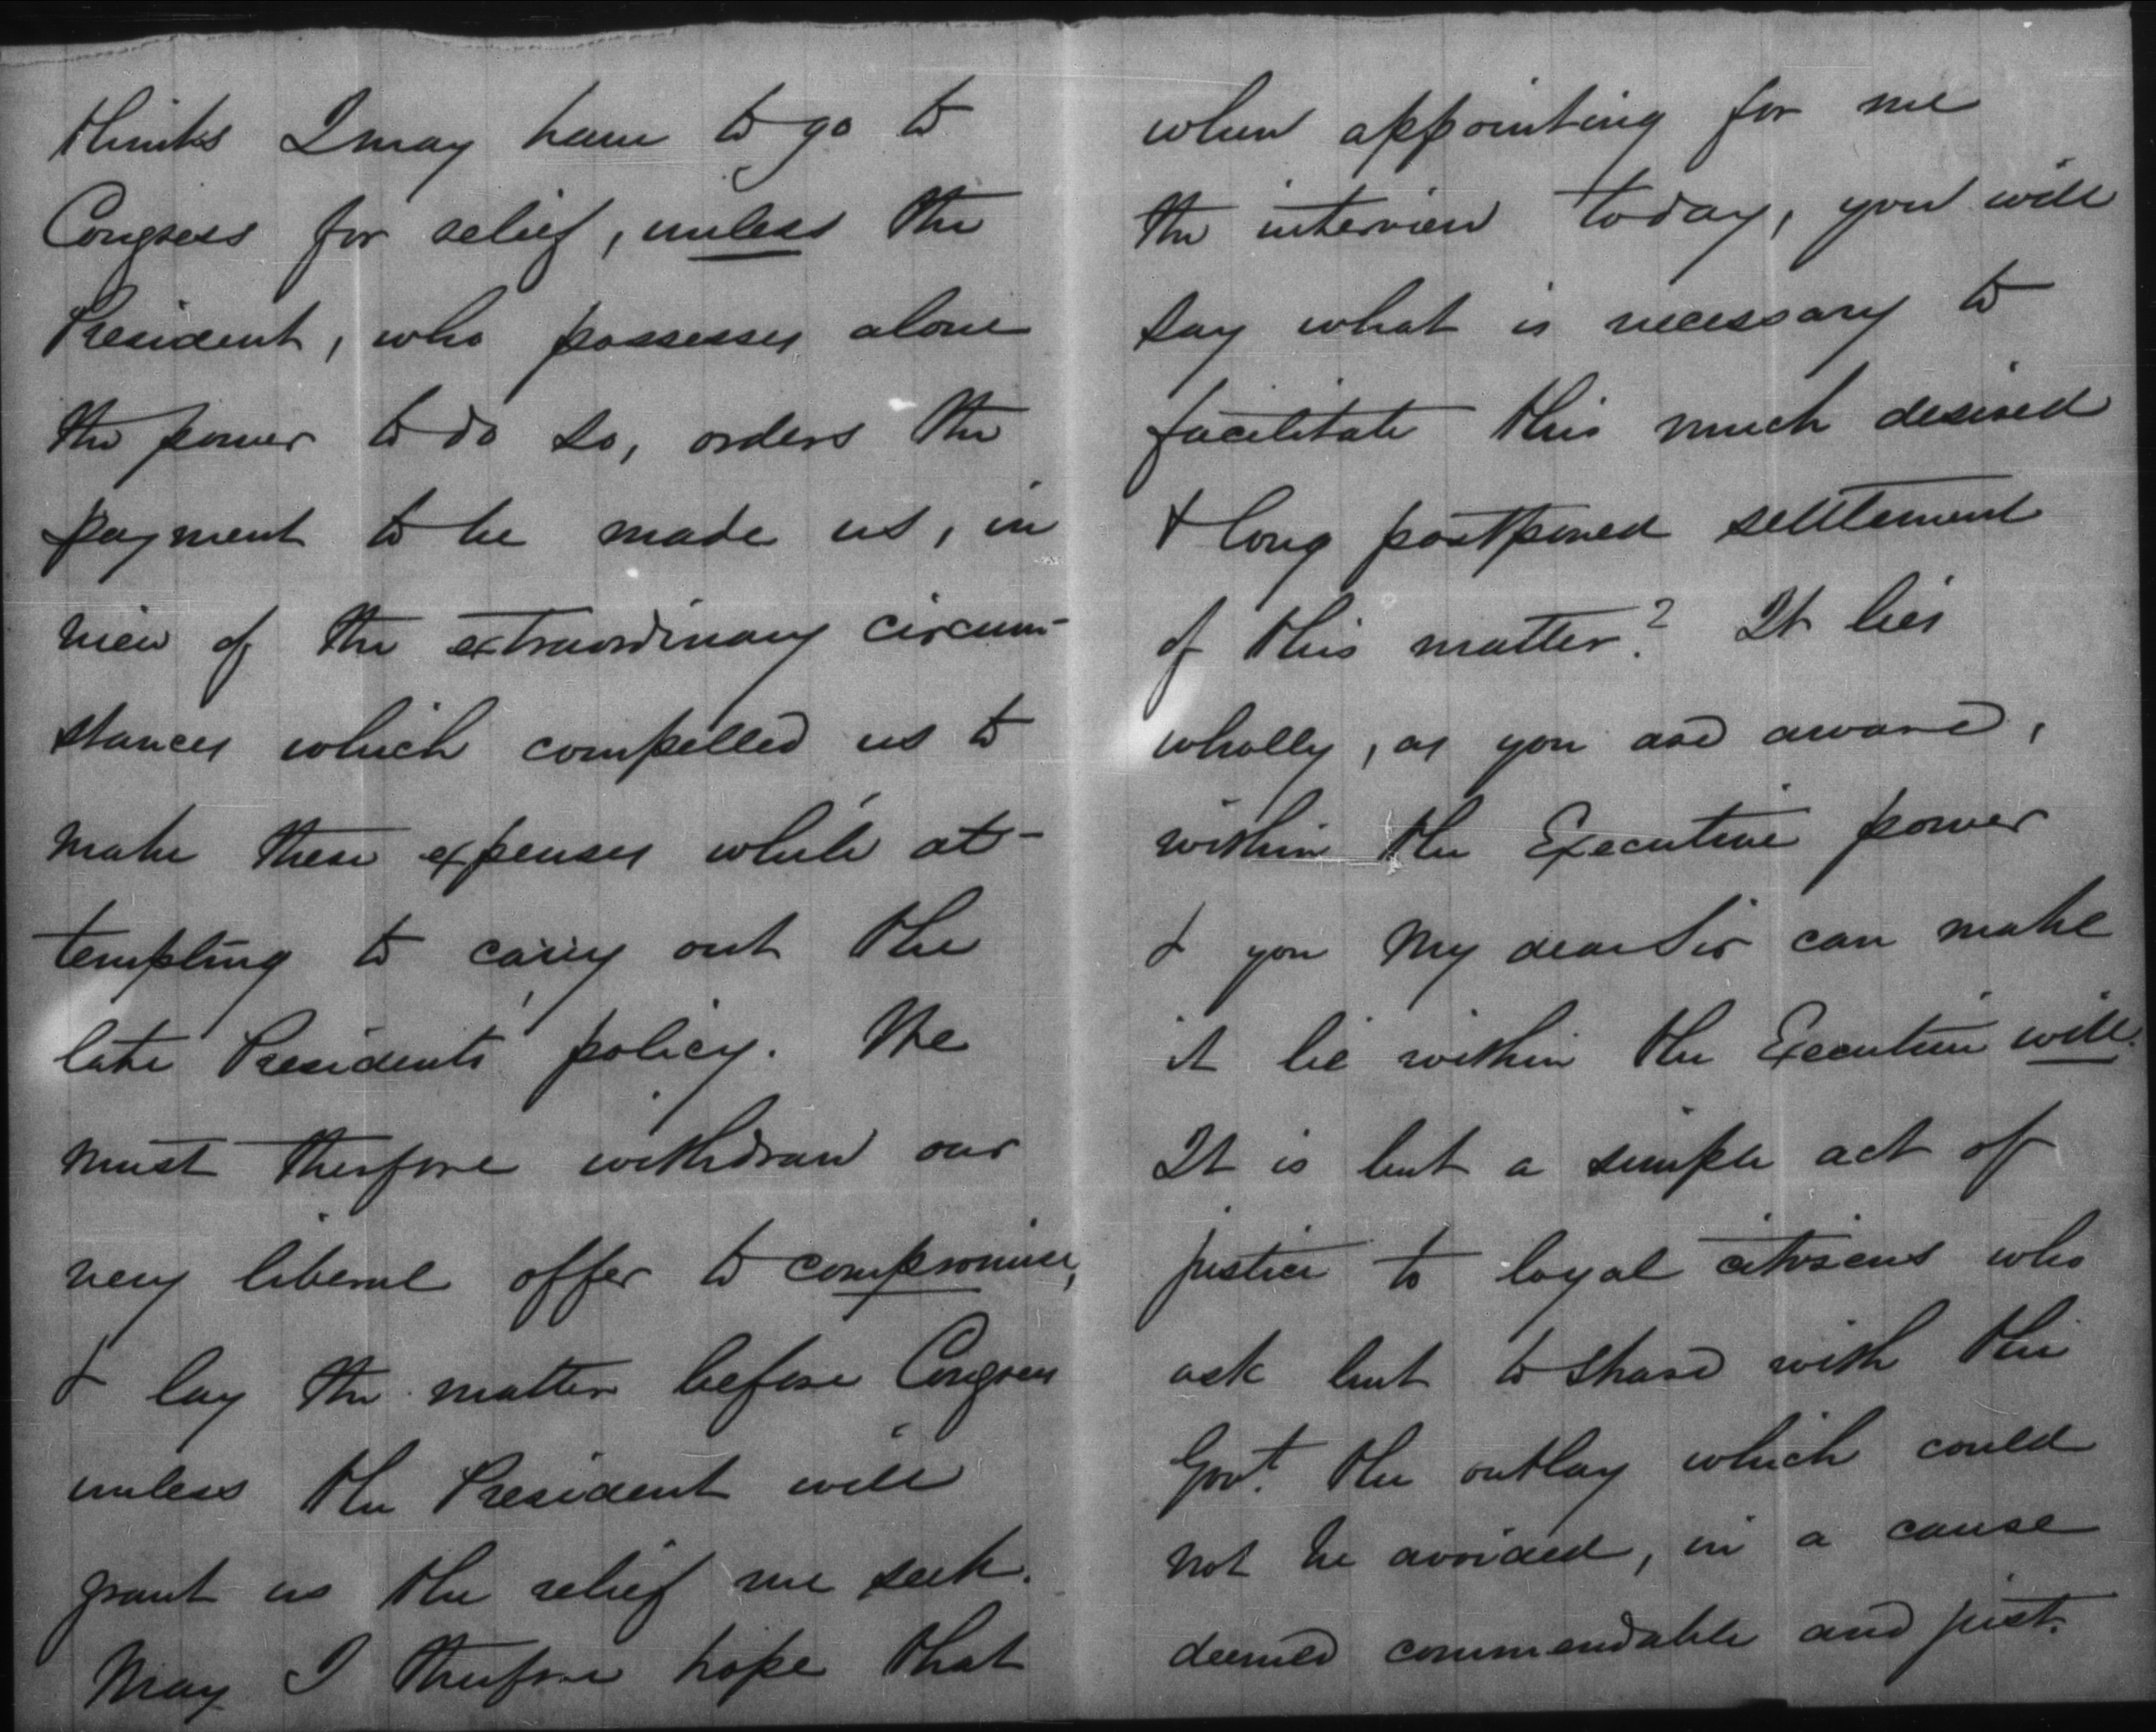 thinks I may have to go to
Congress for relief, unless the
President, who possesses alone
the power to do so, orders the
payment to be made us, in
view of the extraordinary circum-
stances which compelled us to
make these expenses while at-
tempting to carry out the
late Presidents policy. We
must therefore withdraw our
very liberal offer to compromise,
& lay the matter before Congress
unless the President will
grant us the relief we seek.
May I therefore hope that
when appointing for me
the interview today, you will
say what is necessary to
facilitate this much desired
& long postponed settlement
of this matter? It lies
wholly, as you are aware,
within the Executive power
& you my dear Sir can make
it lie within the Executive will.
It is but a simple act of
justice to loyal citizens who
ask but to share with the
Govt. the outlay which could
not be avoided, in a cause
deemed commendable and just.